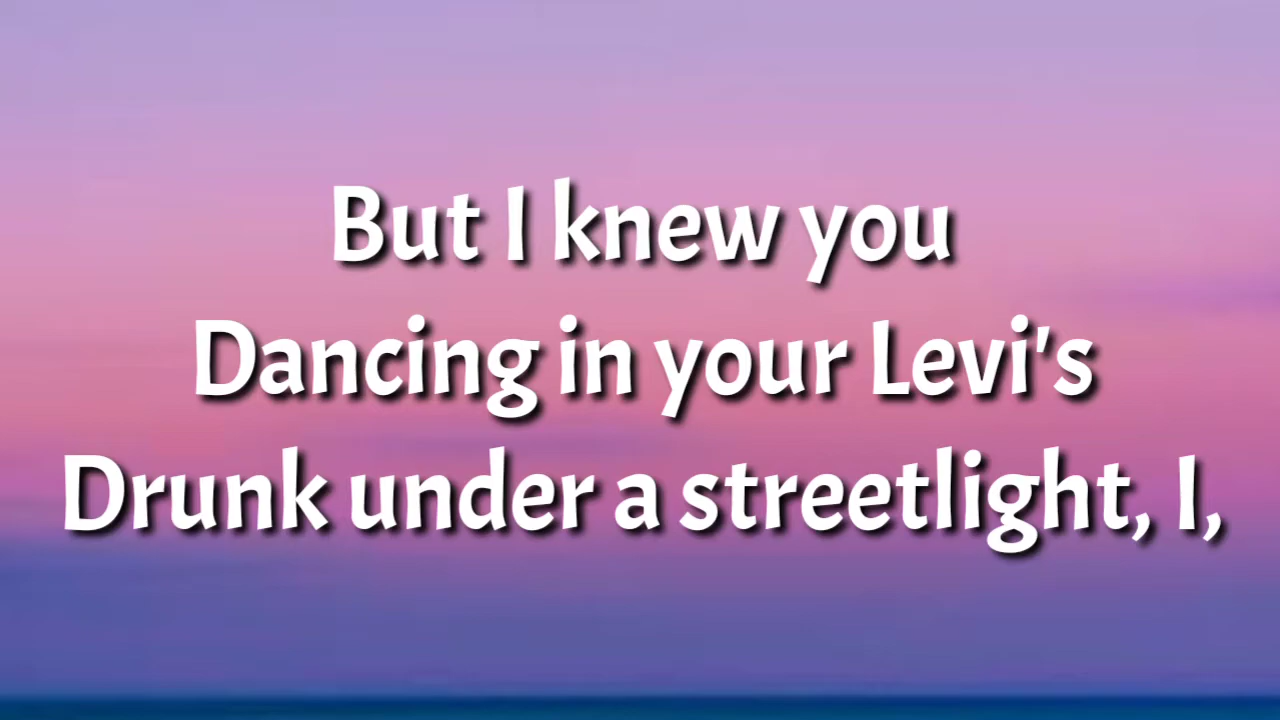 But I knew you
Dancing in your Levi's
Drunk under a streetlight, I,